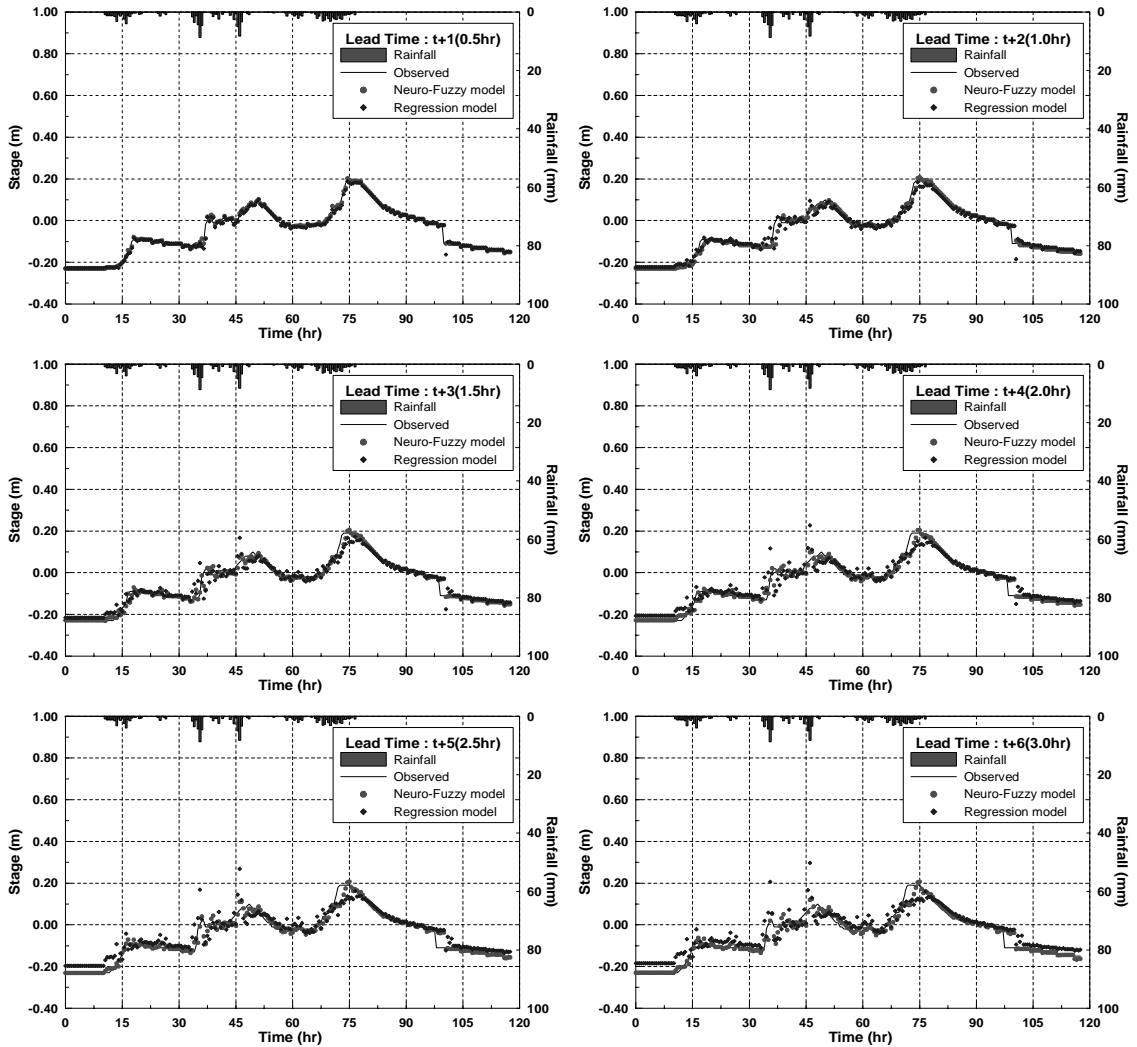 Lead Time : t+1(0.5hr)
Rainfall
Observed
Neuro-Fuzzy model
Regression model
1.00
0.80
0.60
0.40
0.20
0.00
-0.20
-0.40
Stage (m)
0
20
40
60
80
100
Rainfall (mm)
0 15 30 45 60 75 90 105 120
Time (hr)
Lead Time : t+2(1.0hr)
Rainfall
Observed
Neuro-Fuzzy model
Regression model
1.00
0.80
0.60
0.40
0.20
0.00
-0.20
-0.40
Stage (m)
0
20
40
60
80
100
Rainfall (mm)
0 15 30 45 60 75 90 105 120
Time (hr)
Lead Time : t+3(1.5hr)
Rainfall
Observed
Neuro-Fuzzy model
Regression model
1.00
0.80
0.60
0.40
0.20
0.00
-0.20
-0.40
Stage (m)
0
20
40
60
80
100
Rainfall (mm)
0 15 30 45 60 75 90 105 120
Time (hr)
Lead Time : t+4(2.0hr)
Rainfall
Observed
Neuro-Fuzzy model
Regression model
1.00
0.80
0.60
0.40
0.20
0.00
-0.20
-0.40
Stage (m)
0
20
40
60
80
100
Rainfall (mm)
0 15 30 45 60 75 90 105 120
Time (hr)
Lead Time : t+5(2.5hr)
Rainfall
Observed
Neuro-Fuzzy model
Regression model
1.00
0.80
0.60
0.40
0.20
0.00
-0.20
-0.40
Stage (m)
0
20
40
60
80
100
Rainfall (mm)
0 15 30 45 60 75 90 105 120
Time (hr)
Lead Time : t+6(3.0hr)
Rainfall
Observed
Neuro-Fuzzy model
Regression model
1.00
0.80
0.60
0.40
0.20
0.00
-0.20
-0.40
Stage (m)
0
20
40
60
80
100
Rainfall (mm)
0 15 30 45 60 75 90 105 120
Time (hr)